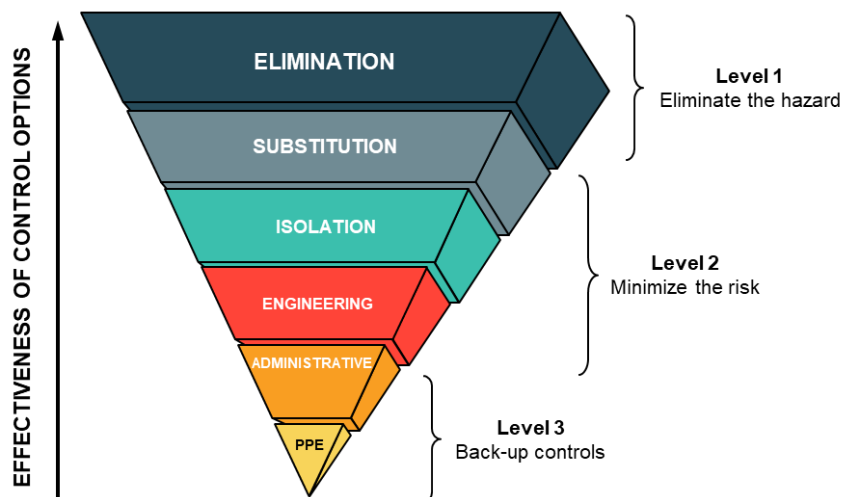 EFFECTIVENESS OF CONTROL OPTIONS
ELIMINATION
Level 1
Eliminate the hazard
SUBSTITUTION
ISOLATION
Level 2
Minimize the risk
ENGINEERING
ADMINISTRATIVE
Level 3
Back-up controls
PPE